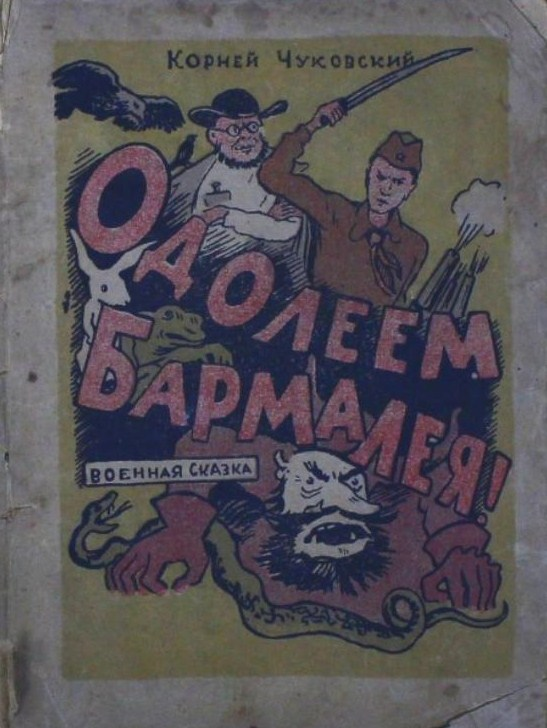 Корней Чуковский
Одолеем
Бармалея!
Военная сказка